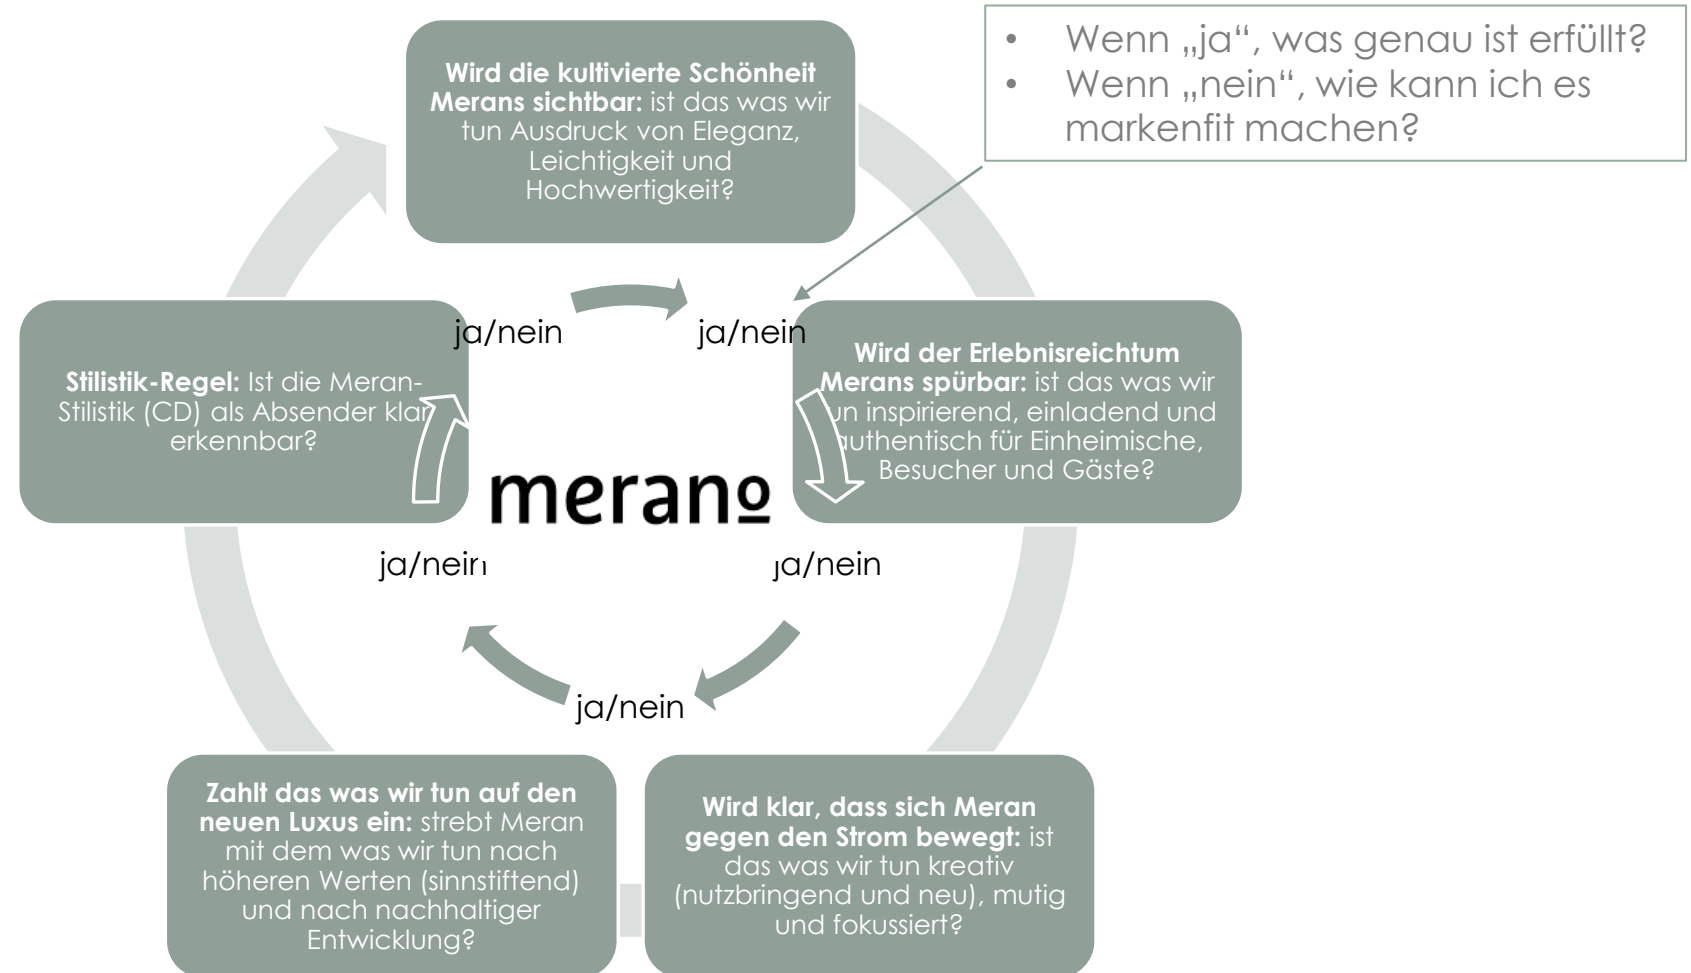 Wird die kultivierte Schönheit
Merans sichtbar: ist das was wir
tun Ausdruck von Eleganz,
Leichtigkeit und
Hochwertigkeit?
• Wenn „ja“, was genau ist erfüllt?
• Wenn „nein“, wie kann ich es
markenfit machen?
ja/nein
ja/nein
Stilistik-Regel: Ist die Meran-
Stilistik (CD) als Absender klar
erkennbar?
Wird der Erlebnisreichtum
Merans spürbar: ist das was wir
tun inspirierend, einladend und
authentisch für Einheimische,
Besucher und Gäste?
merano
ja/nein
ja/nein
ja/nein
Zahlt das was wir tun auf den
neuen Luxus ein: strebt Meran
mit dem was wir tun nach
höheren Werten (sinnstiftend)
und nach nachhaltiger
Entwicklung?
Wird klar, dass sich Meran
gegen den Strom bewegt: ist
das was wir tun kreativ
(nutzbringend und neu), mutig
und fokussiert?